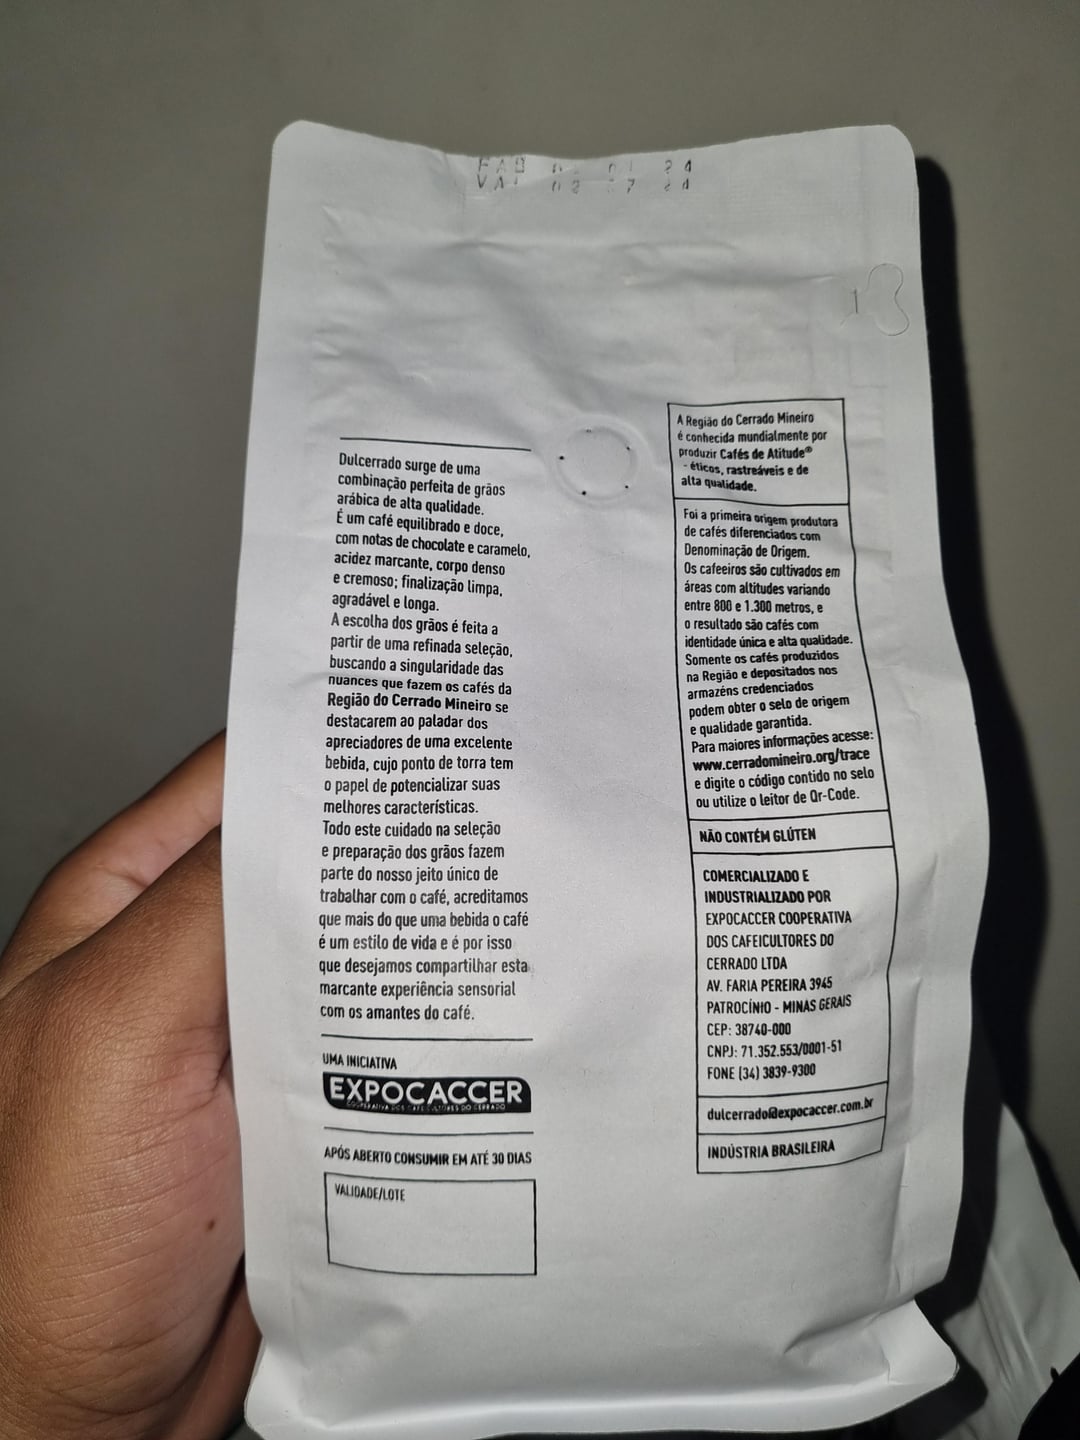 FAB 24
VAL 24
Dulcerrado surge de uma
combinação perfeita de grãos
arábica de alta qualidade.
É um café equilibrado e doce,
com notas de chocolate e caramelo,
acidez marcante, corpo denso
e cremoso; finalização limpa,
agradável e longa.
A escolha dos grãos é feita a
partir de uma refinada seleção,
buscando a singularidade das
nuances que fazem os cafés da
Região do Cerrado Mineiro se
destacarem ao paladar dos
apreciadores de uma excelente
bebida, cujo ponto de torra tem
o papel de potencializar suas
melhores características.
Todo este cuidado na seleção
e preparação dos grãos fazem
parte do nosso jeito único de
trabalhar com o café, acreditamos
que mais do que uma bebida o café
é um estilo de vida e é por isso
que desejamos compartilhar esta
marcante experiência sensorial
com os amantes do café.
UMA INICIATIVA
EXPOCACCER
COOPERATIVA DOS CAFEICULTORES DO CERRADO
APÓS ABERTO CONSUMIR EM ATÉ 30 DIAS
VALIDADE/LOTE
A Região do Cerrado Mineiro
é conhecida mundialmente por
produzir Cafés de Atitude®
- éticos, rastreáveis e de
alta qualidade.
Foi a primeira origem produtora
de cafés diferenciados com
Denominação de Origem.
Os cafeeiros são cultivados em
áreas com altitudes variando
entre 800 e 1.300 metros, e
o resultado são cafés com
identidade única e alta qualidade.
Somente os cafés produzidos
na Região e depositados nos
armazéns credenciados
podem obter o selo de origem
e qualidade garantida.
Para maiores informações acesse:
www.cerradomineiro.org/trace
e digite o código contido no selo
ou utilize o leitor de Qr-Code.
NÃO CONTÉM GLÚTEN
COMERCIALIZADO E
INDUSTRIALIZADO POR
EXPOCACCER COOPERATIVA
DOS CAFEICULTORES DO
CERRADO LTDA
AV. FARIA PEREIRA 3945
PATROCÍNIO - MINAS GERAIS
CEP: 38740-000
CNPJ: 71.352.553/0001-51
FONE (34) 3839-9300
dulcerrado@expocaccer.com.br
INDÚSTRIA BRASILEIRA